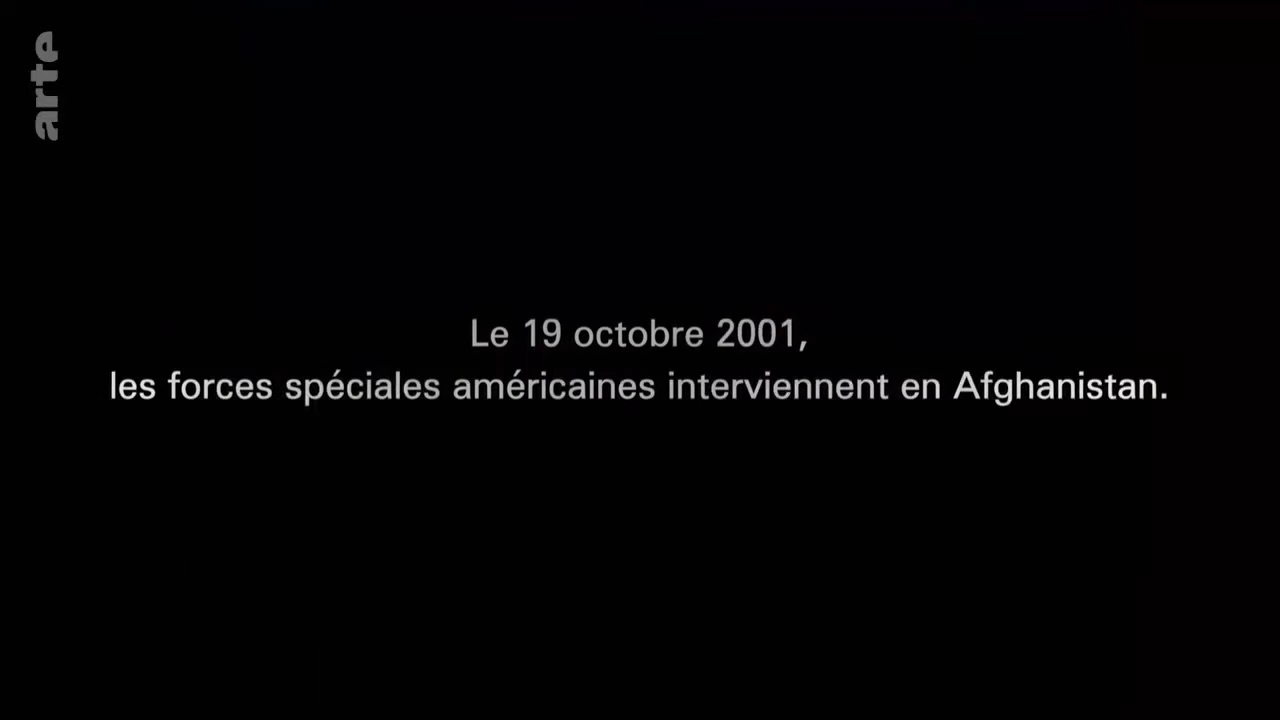 arte
Le 19 octobre 2001,
les forces spéciales américaines interviennent en Afghanistan.